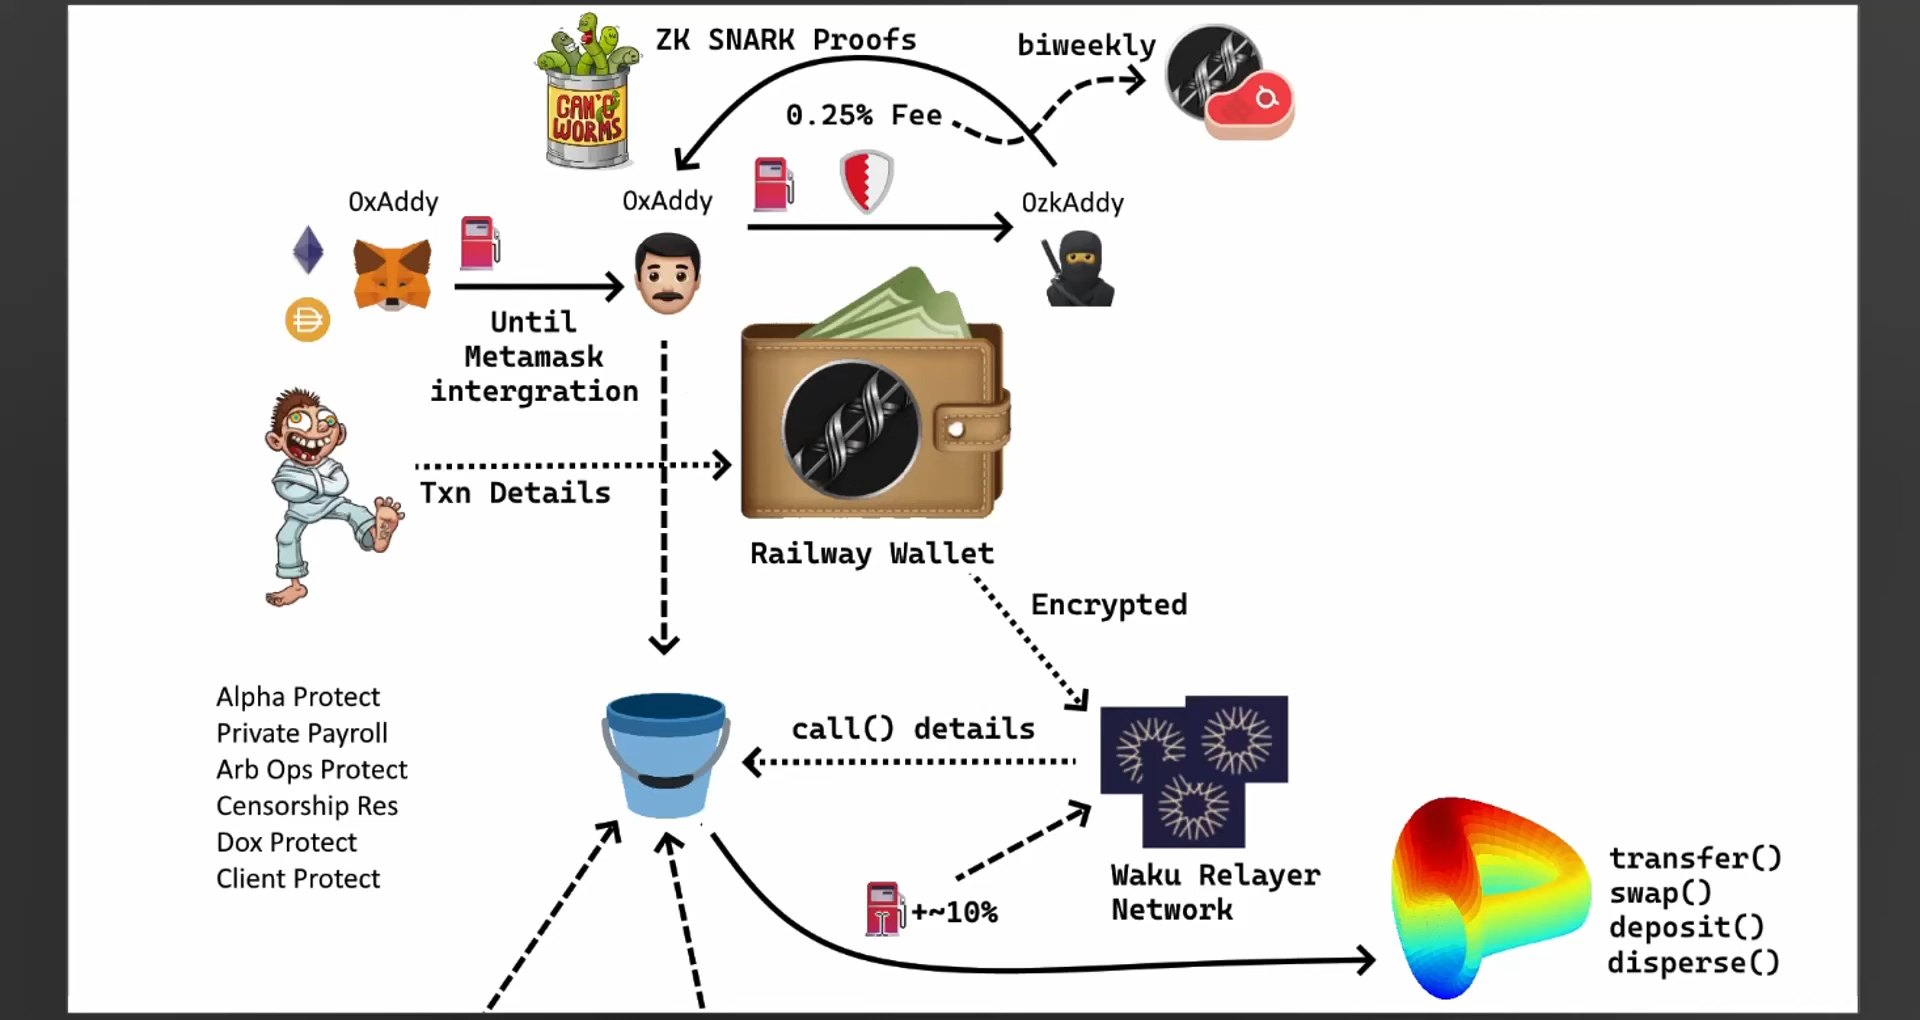 ZK SNARK Proofs
biweekly
CAN'O
WORMS
0.25% Fee
0xAddy
0xAddy
0zkAddy
Until
Metamask
intergration
Txn Details
Railway Wallet
Encrypted
Alpha Protect
Private Payroll
Arb Ops Protect
Censorship Res
Dox Protect
Client Protect
call() details
Waku Relayer
Network
+~10%
transfer()
swap()
deposit()
disperse()